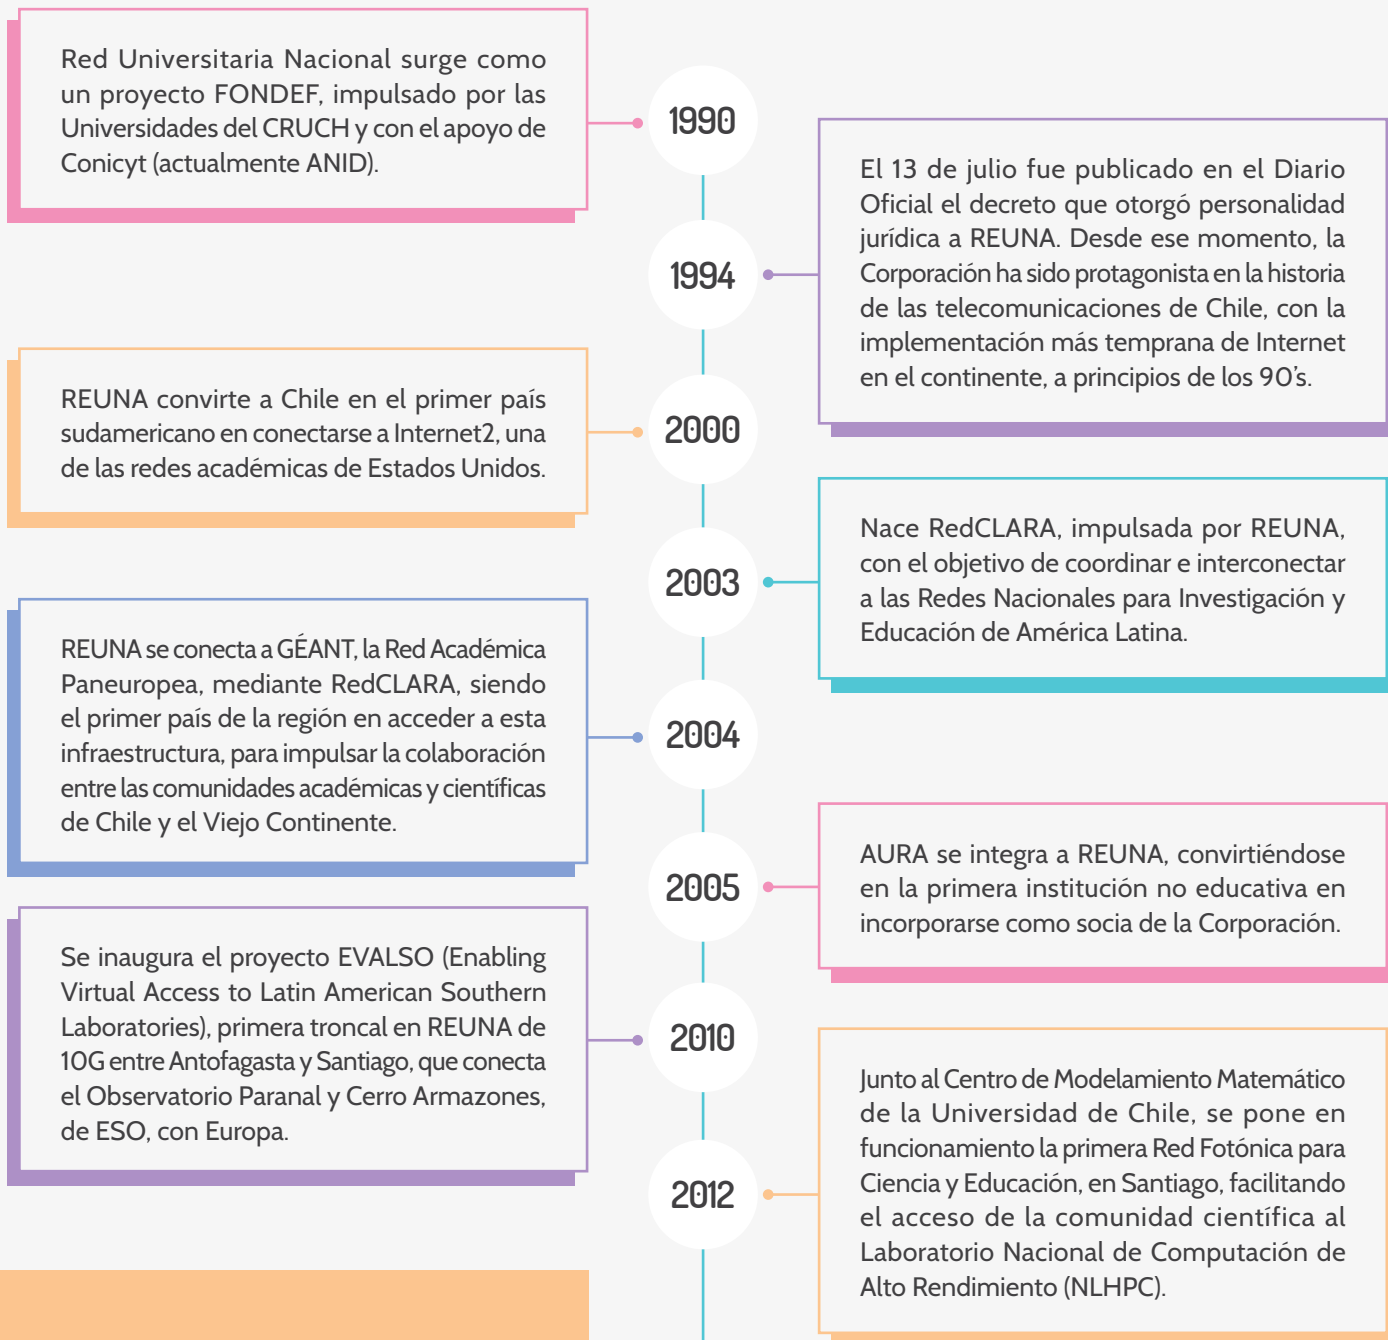 Red Universitaria Nacional surge como
un proyecto FONDEF, impulsado por las
Universidades del CRUCH y con el apoyo de
Conicyt (actualmente ANID).
1990
1994
El 13 de julio fue publicado en el Diario
Oficial el decreto que otorgó personalidad
jurídica a REUNA. Desde ese momento, la
Corporación ha sido protagonista en la historia
de las telecomunicaciones de Chile, con la
implementación más temprana de Internet
en el continente, a principios de los 90's.
REUNA convirte a Chile en el primer país
sudamericano en conectarse a Internet2, una
de las redes académicas de Estados Unidos.
2000
2003
Nace RedCLARA, impulsada por REUNA,
con el objetivo de coordinar e interconectar
a las Redes Nacionales para Investigación y
Educación de América Latina.
REUNA se conecta a GÉANT, la Red Académica
Paneuropea, mediante RedCLARA, siendo
el primer país de la región en acceder a esta
infraestructura, para impulsar la colaboración
entre las comunidades académicas y científicas
de Chile y el Viejo Continente.
2004
2005
AURA se integra a REUNA, convirtiéndose
en la primera institución no educativa en
incorporarse como socia de la Corporación.
Se inaugura el proyecto EVALSO (Enabling
Virtual Access to Latin American Southern
Laboratories), primera troncal en REUNA de
10G entre Antofagasta y Santiago, que conecta
el Observatorio Paranal y Cerro Armazones,
de ESO, con Europa.
2010
2012
Junto al Centro de Modelamiento Matemático
de la Universidad de Chile, se pone en
funcionamiento la primera Red Fotónica para
Ciencia y Educación, en Santiago, facilitando
el acceso de la comunidad científica al
Laboratorio Nacional de Computación de
Alto Rendimiento (NLHPC).